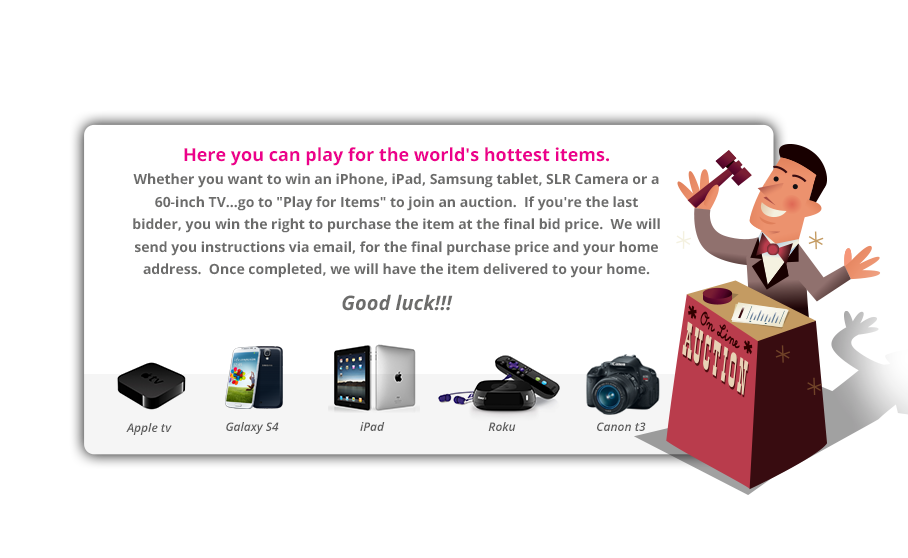 Here you can play for the world's hottest items.
Whether you want to win an iPhone, iPad, Samsung tablet, SLR Camera or a
60-inch TV...go to "Play for Items" to join an auction.  If you're the last
bidder, you win the right to purchase the item at the final bid price.  We will
send you instructions via email, for the final purchase price and your home
address.  Once completed, we will have the item delivered to your home.
Good luck!!!
On Line
AUCTION
tv
Apple tv
Galaxy S4
iPad
Roku
Canon t3